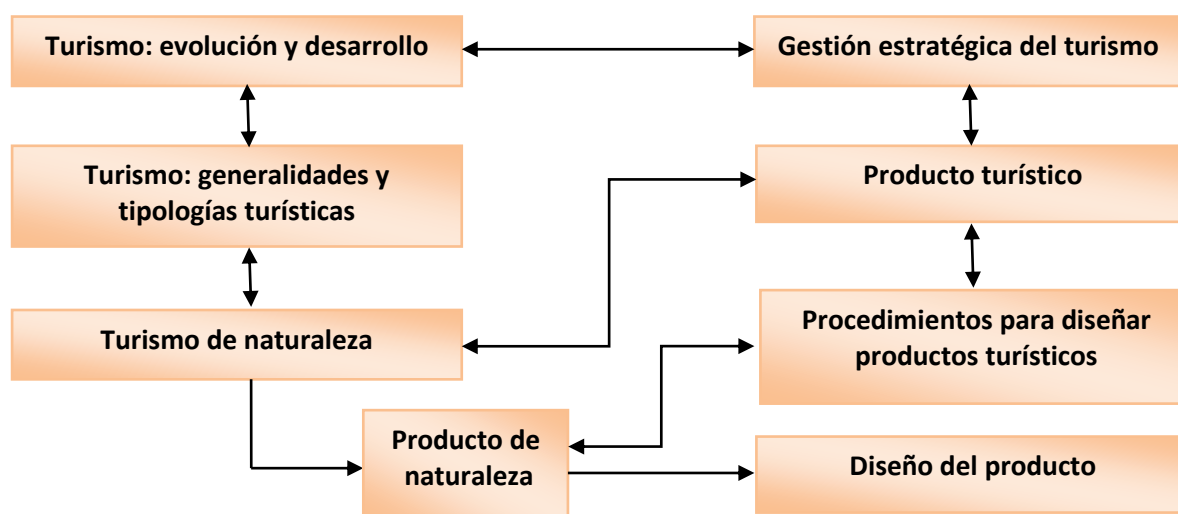 Turismo: evolución y desarrollo
Gestión estratégica del turismo
Turismo: generalidades y
tipologías turísticas
Producto turístico
Turismo de naturaleza
Procedimientos para diseñar
productos turísticos
Producto de
naturaleza
Diseño del producto